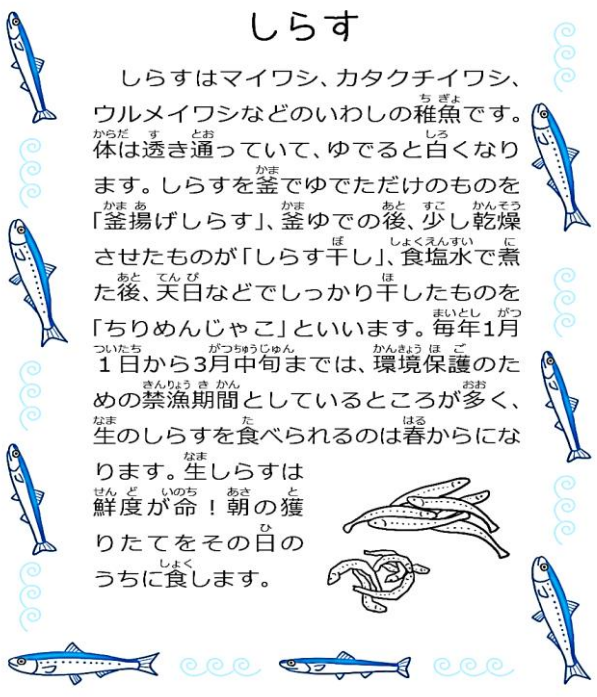 しらす
しらすはマイワシ、カタクチイワシ、
ウルメイワシなどのいわしの稚魚です。
体は透き通っていて、ゆでると白くなり
ます。しらすを釜でゆでただけのものを
「釜揚げしらす」、釜ゆでの後、少し乾燥
させたものが「しらす干し」、食塩水で煮
た後、天日などでしっかり干したものを
「ちりめんじゃこ」といいます。毎年1月
１日から3月中旬までは、環境保護のた
めの禁漁期間としているところが多く、
生のしらすを食べられるのは春からにな
ります。生しらすは
鮮度が命！朝の獲
りたてをその日の
うちに食します。